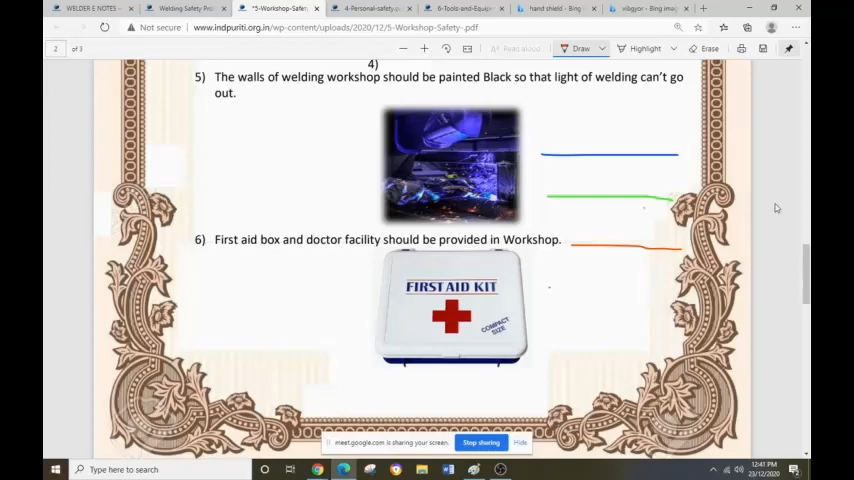 WELDER E NOTES –
Welding Safety Pro
*5-Workshop-Safety-
4-Personal-safety.p
6-Tools-and-Equip
hand shield - Bing
Not secure | www.indpuriti.org.in/wp-content/uploads/2020/12/5-Workshop-Safety-.pdf
2 of 3
Read aloud
Draw
Highlight
Erase
4)
5) The walls of welding workshop should be painted Black so that light of welding can't go
out.
6) First aid box and doctor facility should be provided in Workshop.
FIRST AID KIT
COMPACT
SIZE
meet.google.com is sharing your screen.
Stop sharing
Hide
Type here to search
12:41 PM
23/12/2020